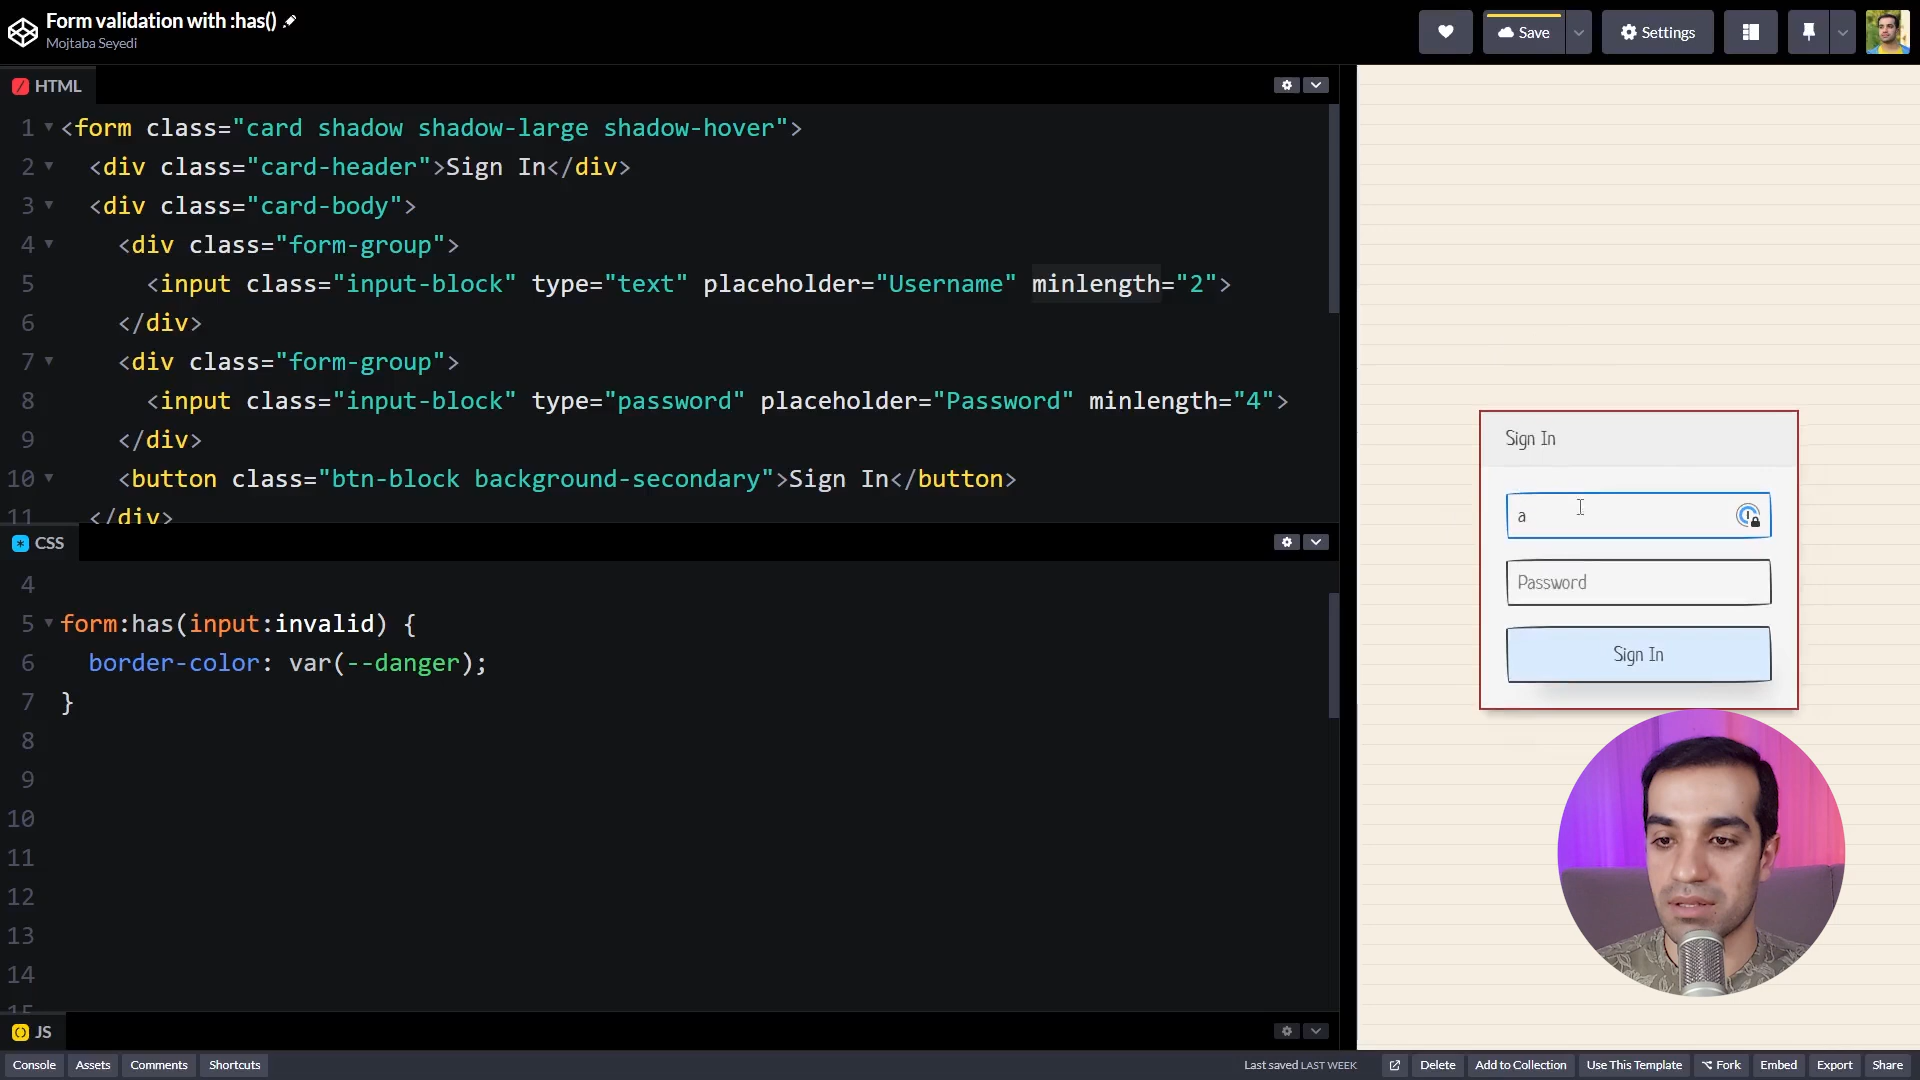 Form validation with :has()
Mojtaba Seyedi
Save
Settings
HTML
1 <form class="card shadow shadow-large shadow-hover">
2 <div class="card-header">Sign In</div>
3 <div class="card-body">
4 <div class="form-group">
5 <input class="input-block" type="text" placeholder="Username" minlength="2">
6 </div>
7 <div class="form-group">
8 <input class="input-block" type="password" placeholder="Password" minlength="4">
9 </div>
10 <button class="btn-block background-secondary">Sign In</button>
11 </div>
CSS
4
5 form:has(input:invalid) {
6 border-color: var(--danger);
7 }
8
9
10
11
12
13
14
15
JS
Sign In
a
Password
Sign In
Console Assets Comments Shortcuts Last saved LAST WEEK Delete Add to Collection Use This Template Fork Embed Export Share